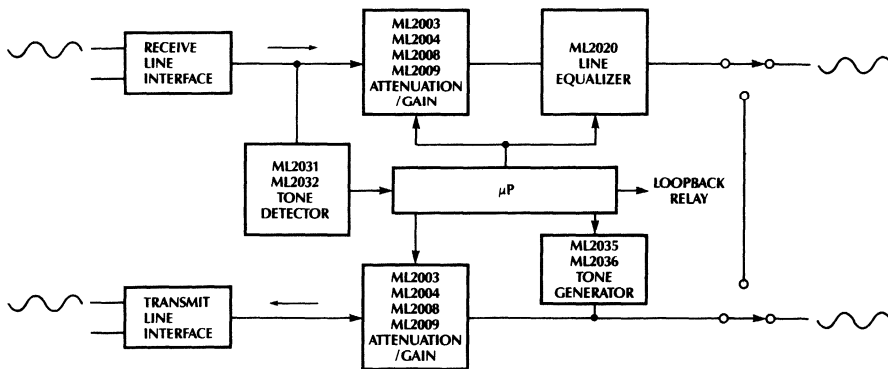 RECEIVE
LINE
INTERFACE
ML2003
ML2004
ML2008
ML2009
ATTENUATION
/GAIN
ML2020
LINE
EQUALIZER
ML2031
ML2032
TONE
DETECTOR
μP
LOOPBACK
RELAY
ML2035
ML2036
TONE
GENERATOR
TRANSMIT
LINE
INTERFACE
ML2003
ML2004
ML2008
ML2009
ATTENUATION
/GAIN